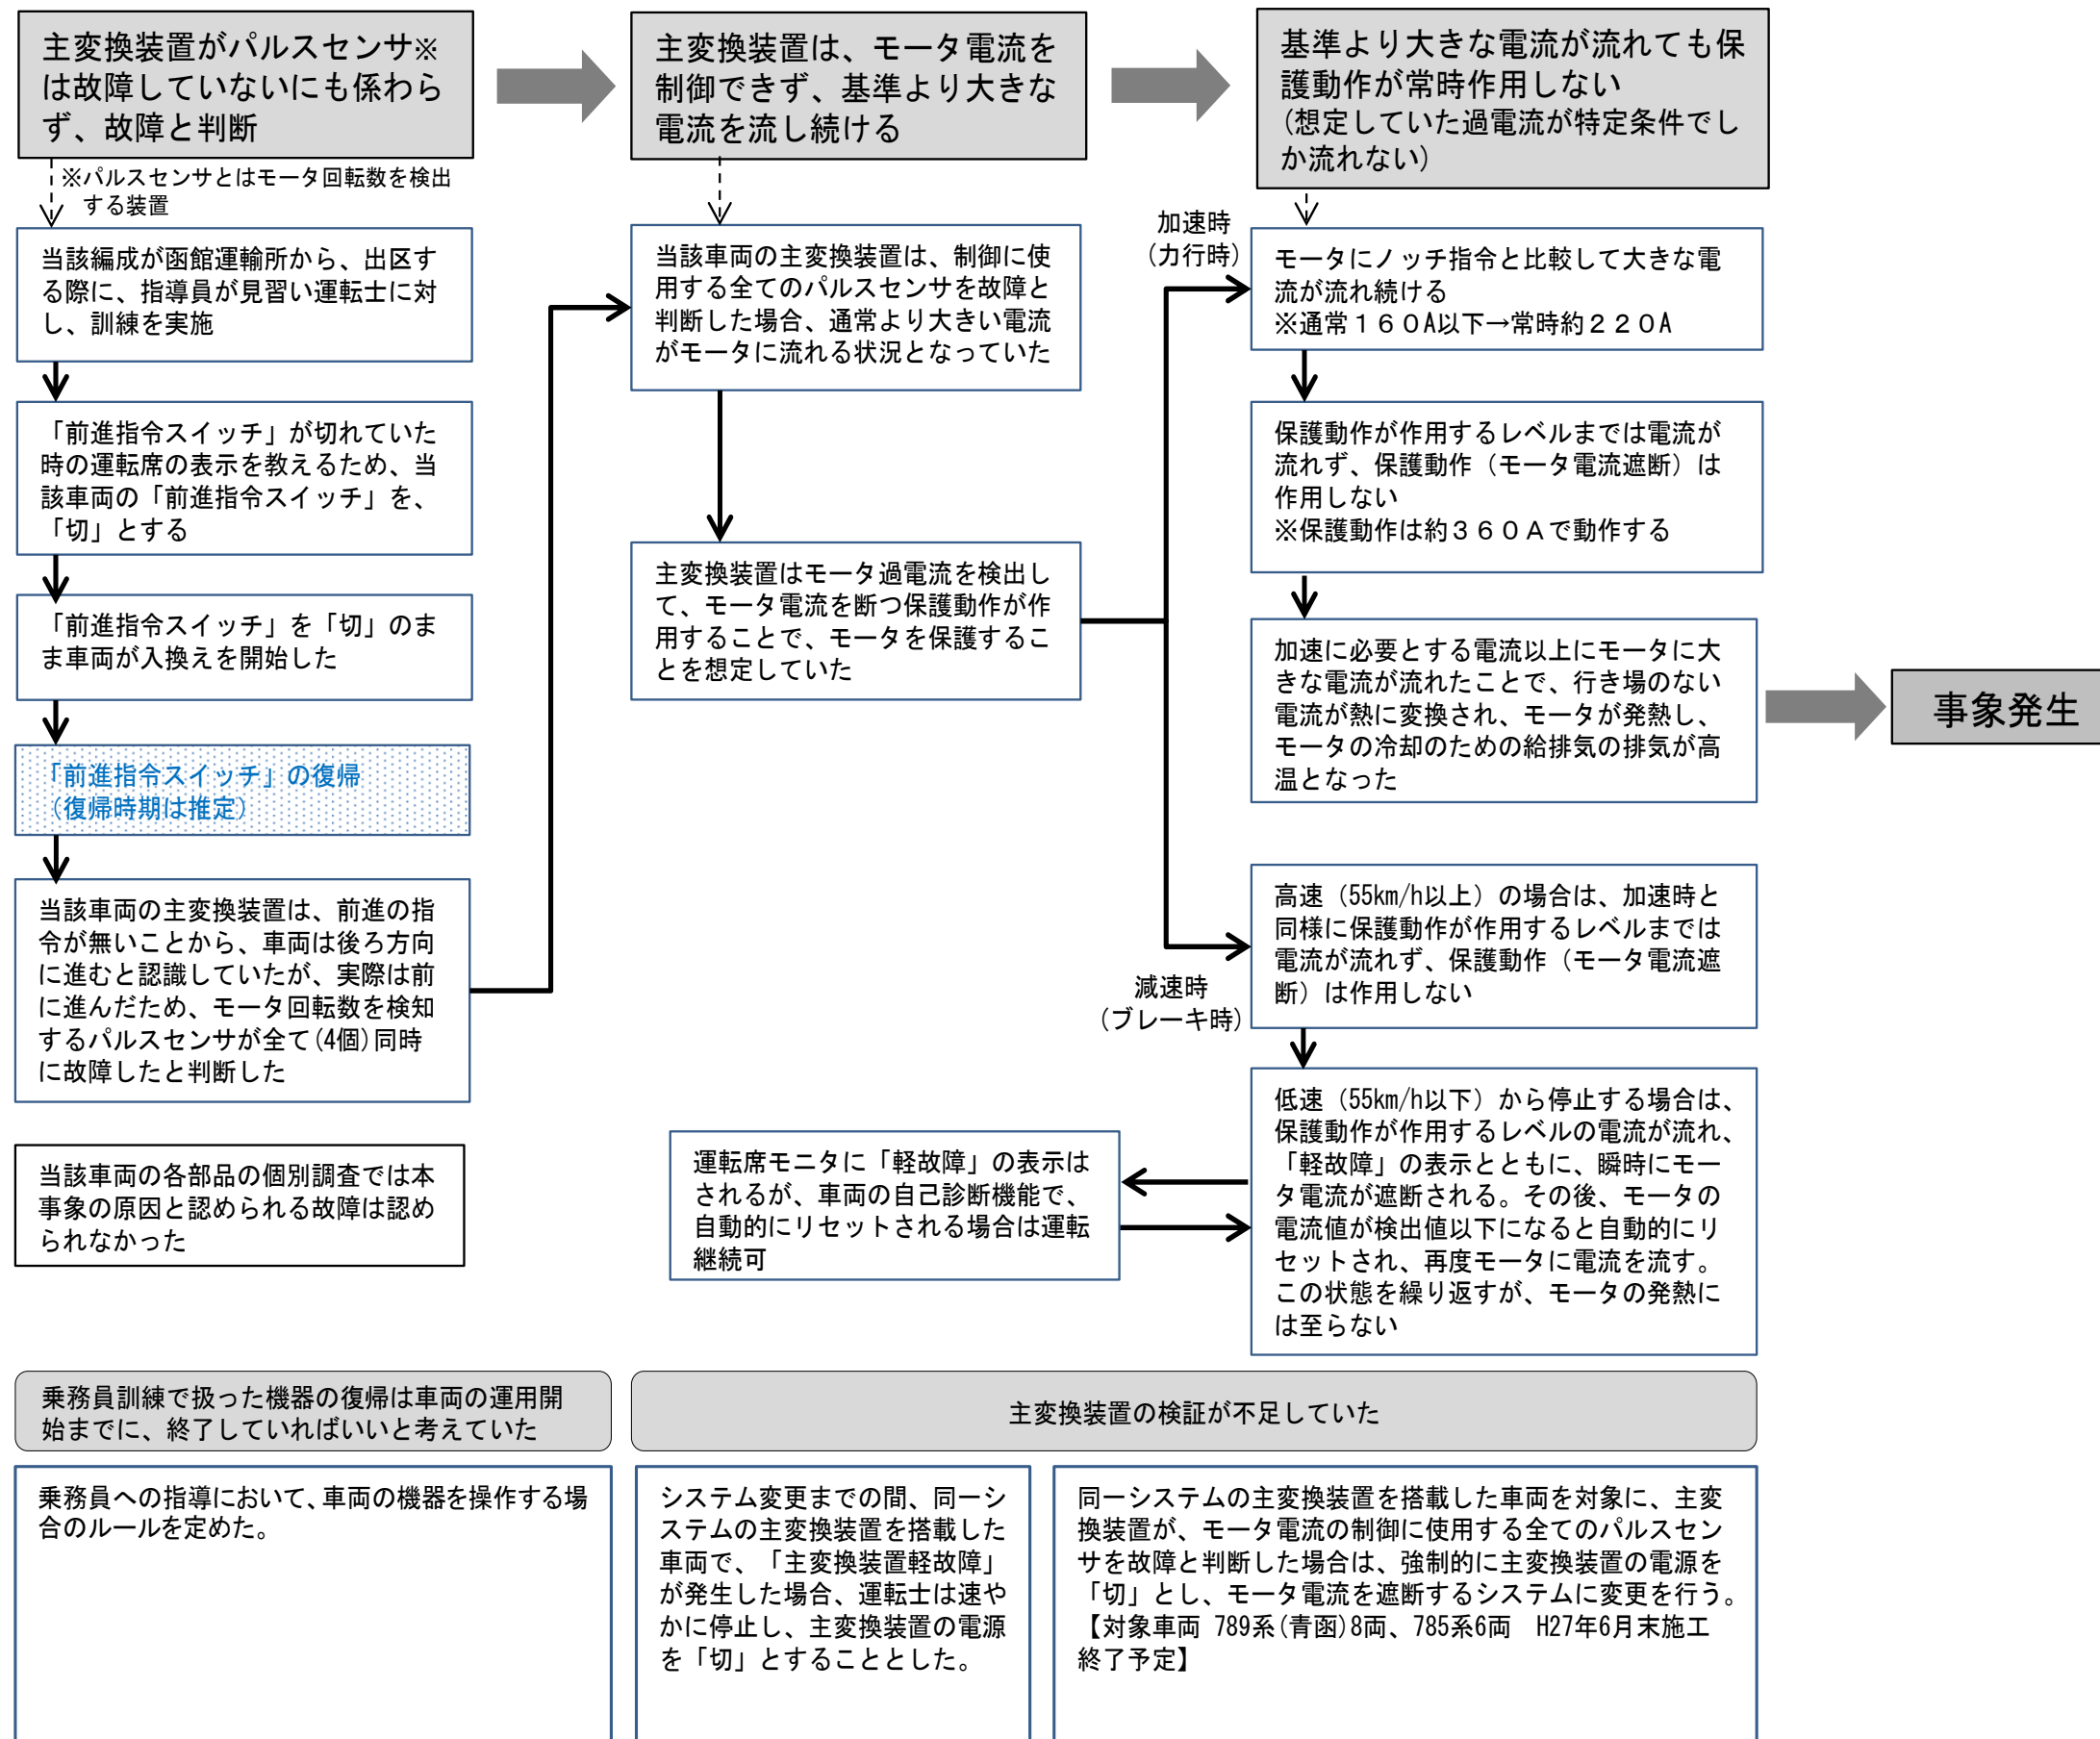 主変換装置がパルスセンサ※
は故障していないにも係わら
ず、故障と判断
※パルスセンサとはモータ回転数を検出
する装置
当該編成が函館運輸所から、出区す
る際に、指導員が見習い運転士に対
し、訓練を実施
「前進指令スイッチ」が切れていた
時の運転席の表示を教えるため、当
該車両の「前進指令スイッチ」を、
「切」とする
「前進指令スイッチ」を「切」のま
ま車両が入換えを開始した
「前進指令スイッチ」の復帰
（復帰時期は推定）
当該車両の主変換装置は、前進の指
令が無いことから、車両は後ろ方向
に進むと認識していたが、実際は前
に進んだため、モータ回転数を検知
するパルスセンサが全て(4個)同時
に故障したと判断した
当該車両の各部品の個別調査では本
事象の原因と認められる故障は認め
られなかった
主変換装置は、モータ電流を
制御できず、基準より大きな
電流を流し続ける
当該車両の主変換装置は、制御に使
用する全てのパルスセンサを故障と
判断した場合、通常より大きい電流
がモータに流れる状況となっていた
主変換装置はモータ過電流を検出し
て、モータ電流を断つ保護動作が作
用することで、モータを保護するこ
とを想定していた
基準より大きな電流が流れても保
護動作が常時作用しない
(想定していた過電流が特定条件でし
か流れない)
加速時
（力行時）
モータにノッチ指令と比較して大きな電
流が流れ続ける
※通常１６０A以下→常時約２２０A
保護動作が作用するレベルまでは電流が
流れず、保護動作（モータ電流遮断）は
作用しない
※保護動作は約３６０Ａで動作する
加速に必要とする電流以上にモータに大
きな電流が流れたことで、行き場のない
電流が熱に変換され、モータが発熱し、
モータの冷却のための給排気の排気が高
温となった
事象発生
減速時
（ブレーキ時）
高速（55km/h以上）の場合は、加速時と
同様に保護動作が作用するレベルまでは
電流が流れず、保護動作（モータ電流遮
断）は作用しない
低速（55km/h以下）から停止する場合は、
保護動作が作用するレベルの電流が流れ、
「軽故障」の表示とともに、瞬時にモー
タ電流が遮断される。その後、モータの
電流値が検出値以下になると自動的にリ
セットされ、再度モータに電流を流す。
この状態を繰り返すが、モータの発熱に
は至らない
運転席モニタに「軽故障」の表示は
されるが、車両の自己診断機能で、
自動的にリセットされる場合は運転
継続可
乗務員訓練で扱った機器の復帰は車両の運用開
始までに、終了していればいいと考えていた
主変換装置の検証が不足していた
乗務員への指導において、車両の機器を操作する場
合のルールを定めた。
システム変更までの間、同一シ
ステムの主変換装置を搭載した
車両で、「主変換装置軽故障」
が発生した場合、運転士は速や
かに停止し、主変換装置の電源
を「切」とすることとした。
同一システムの主変換装置を搭載した車両を対象に、主変
換装置が、モータ電流の制御に使用する全てのパルスセン
サを故障と判断した場合は、強制的に主変換装置の電源を
「切」とし、モータ電流を遮断するシステムに変更を行う。
【対象車両 789系(青函)8両、785系6両　H27年6月末施工
終了予定】